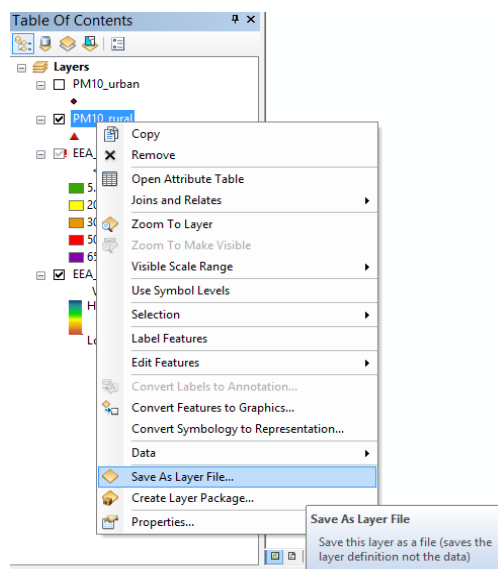 Table Of Contents
Layers
PM10_urban
PM10_rural
EEA_
5.
20
30
50
65
EEA_
V
H
Lo
Copy
Remove
Open Attribute Table
Joins and Relates
Zoom To Layer
Zoom To Make Visible
Visible Scale Range
Use Symbol Levels
Selection
Label Features
Edit Features
Convert Labels to Annotation...
Convert Features to Graphics...
Convert Symbology to Representation...
Data
Save As Layer File...
Create Layer Package...
Properties...
Save As Layer File
Save this layer as a file (saves the
layer definition not the data)